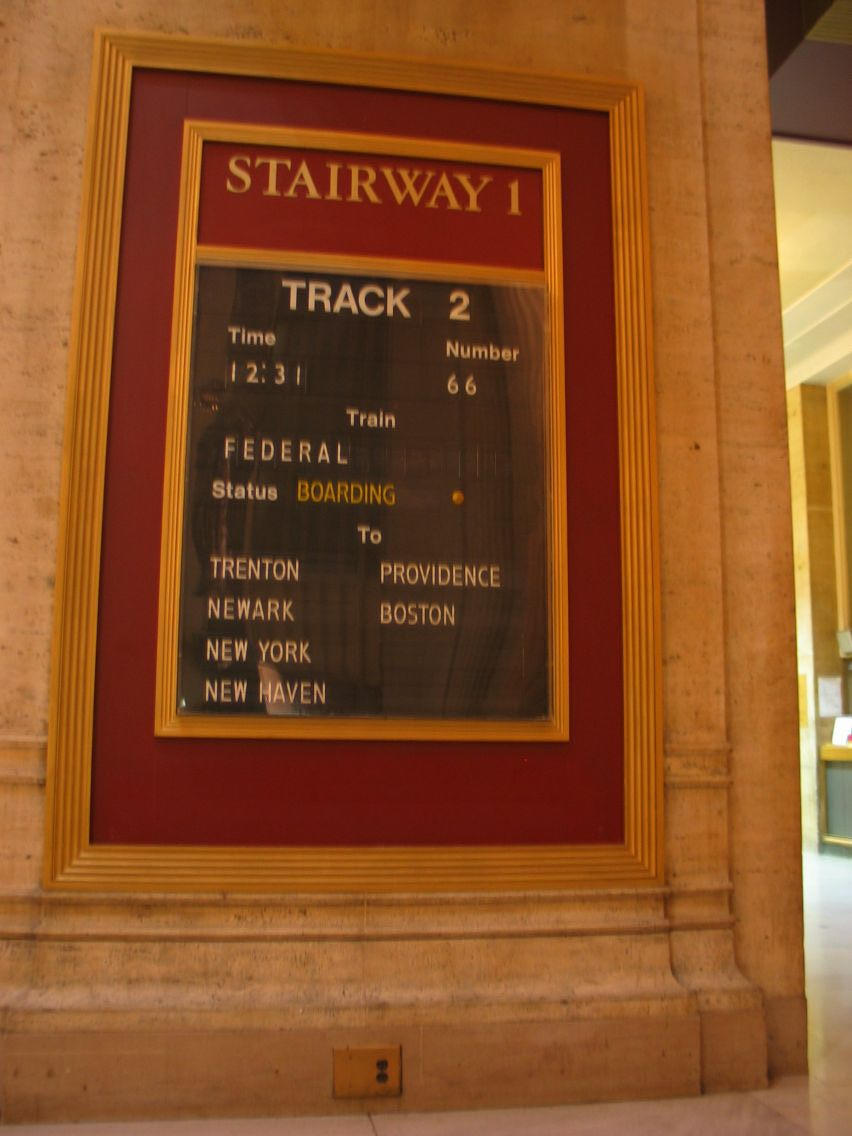 STAIRWAY 1
TRACK 2
Time Number
12:31 66
Train
FEDERAL
Status BOARDING
To
TRENTON PROVIDENCE
NEWARK BOSTON
NEW YORK
NEW HAVEN